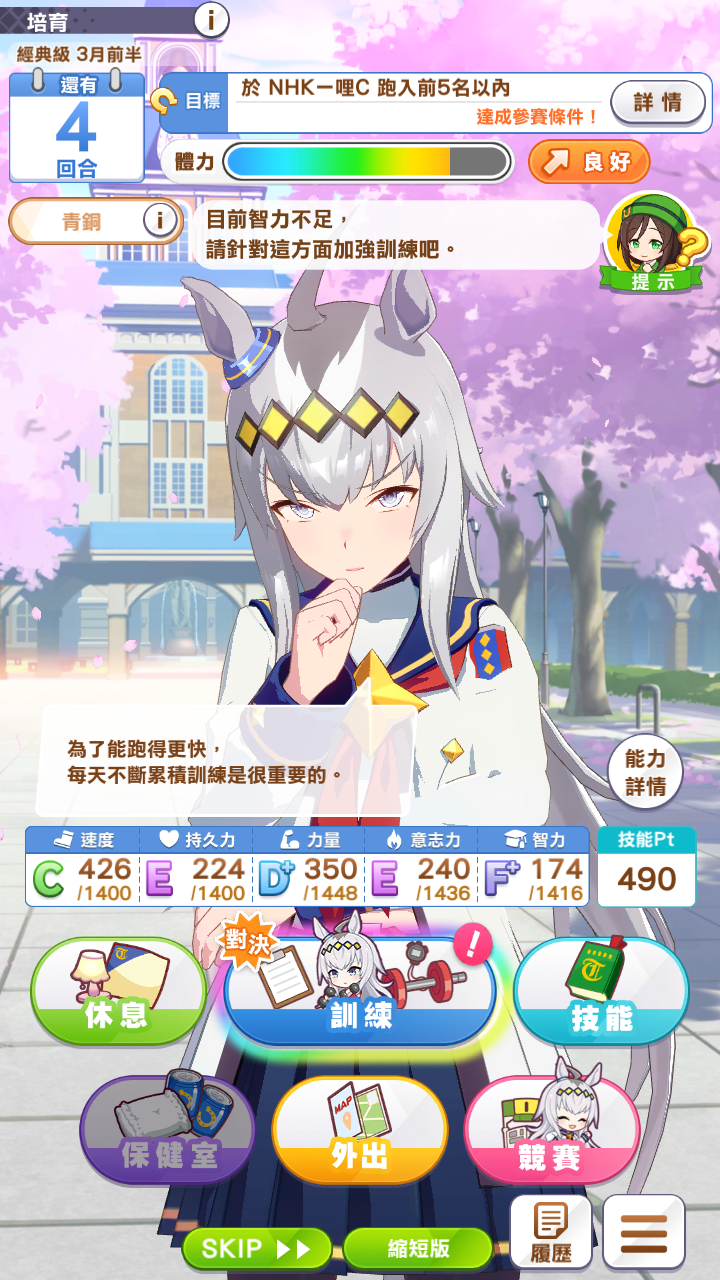 培育
i
經典級 3月前半
還有
4
回合
目標
於 NHK一哩C 跑入前5名以內
達成參賽條件！
詳情
體力
良好
青銅
i
目前智力不足，
請針對這方面加強訓練吧。
提示
為了能跑得更快，
每天不斷累積訓練是很重要的。
能力
詳情
速度 持久力 力量 意志力 智力 技能Pt
C 426 E 224 D+ 350 E 240 F+ 174 490
/1400 /1400 /1448 /1436 /1416
對決
休息 訓練 技能
MAP
保健室 外出 競賽
SKIP
縮短版
履歷